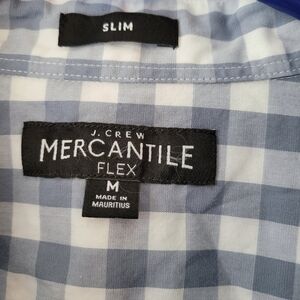 SLIM
J. CREW
MERCANTILE
FLEX
M
MADE IN
MAURITIUS